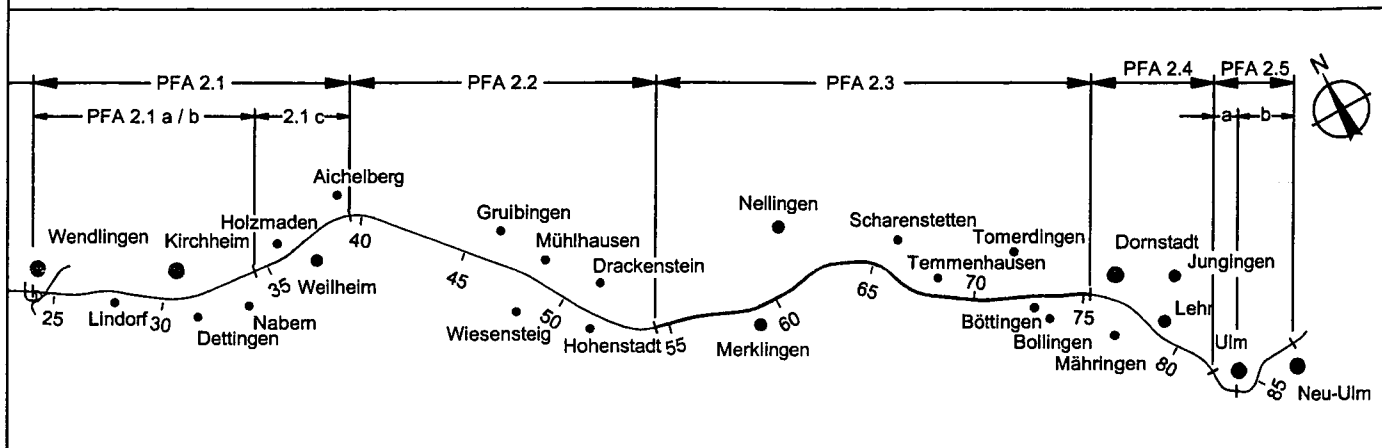 PFA 2.1
PFA 2.2
PFA 2.3
PFA 2.4
PFA 2.5
N
PFA 2.1 a / b
2.1 c
a
b
Aichelberg
Wendlingen
Kirchheim
Holzmaden
Weilheim
Lindorf
Dettingen
Nabern
Gruibingen
Mühlhausen
Drackenstein
Wiesensteig
Hohenstadt
Nellingen
Merklingen
Scharenstetten
Temmenhausen
Tomerdingen
Böttingen
Bollingen
Mähringen
Dornstadt
Jungingen
Lehr
Ulm
Neu-Ulm
25
30
35
40
45
50
55
60
65
70
75
80
85